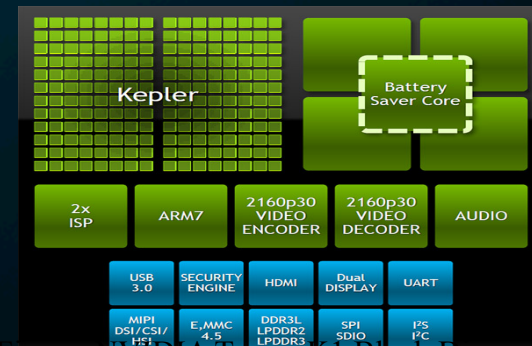 Kepler
Battery
Saver Core
2x
ISP
ARM7
2160p30
VIDEO
ENCODER
2160p30
VIDEO
DECODER
AUDIO
USB
3.0
SECURITY
ENGINE
HDMI
Dual
DISPLAY
UART
MIPI
DSI/CSI/
HSI
E,MMC
4.5
DDR3L
LPDDR2
LPDDR3
SPI
SDIO
I²S
I²C